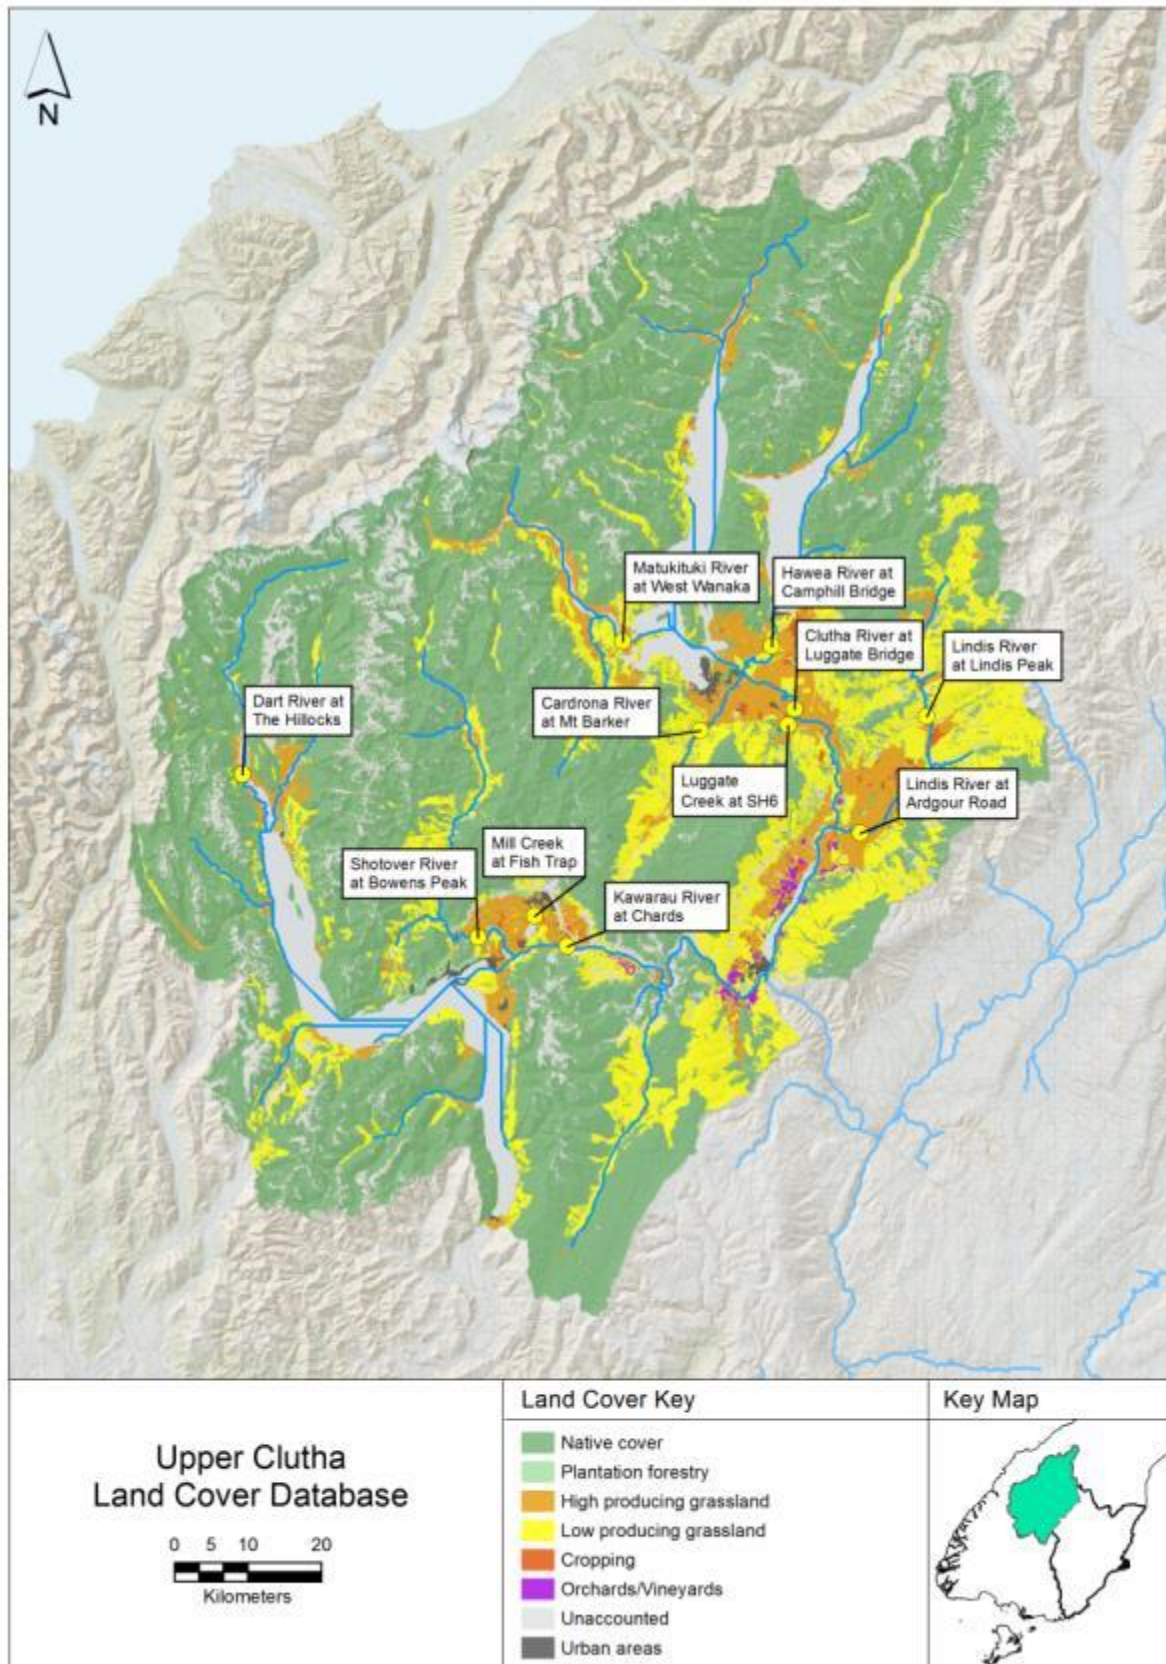 N
Matukituki River
at West Wanaka
Hawea River at
Camphill Bridge
Clutha River at
Luggate Bridge
Lindis River
at Lindis Peak
Dart River at
The Hillocks
Cardrona River
at Mt Barker
Luggate
Creek at SH6
Lindis River at
Ardgour Road
Mill Creek
at Fish Trap
Shotover River
at Bowens Peak
Kawarau River
at Chards
Upper Clutha
Land Cover Database
0 5 10 20
Kilometers
Land Cover Key
Native cover
Plantation forestry
High producing grassland
Low producing grassland
Cropping
Orchards/Vineyards
Unaccounted
Urban areas
Key Map